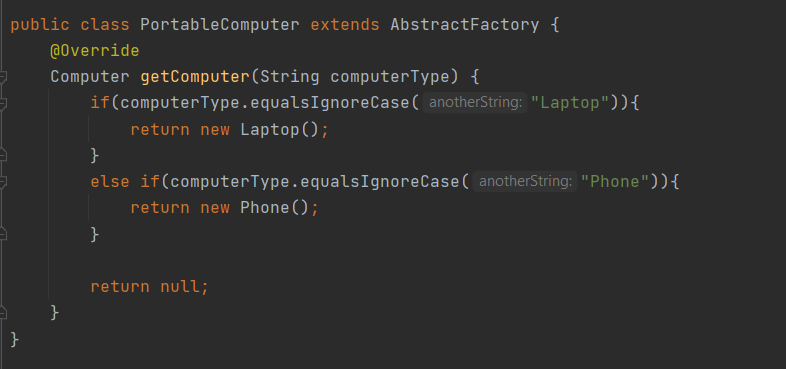 public class PortableComputer extends AbstractFactory {
@Override
Computer getComputer(String computerType) {
if(computerType.equalsIgnoreCase( anotherString: "Laptop")){
return new Laptop();
}
else if(computerType.equalsIgnoreCase( anotherString: "Phone")){
return new Phone();
}
return null;
}
}